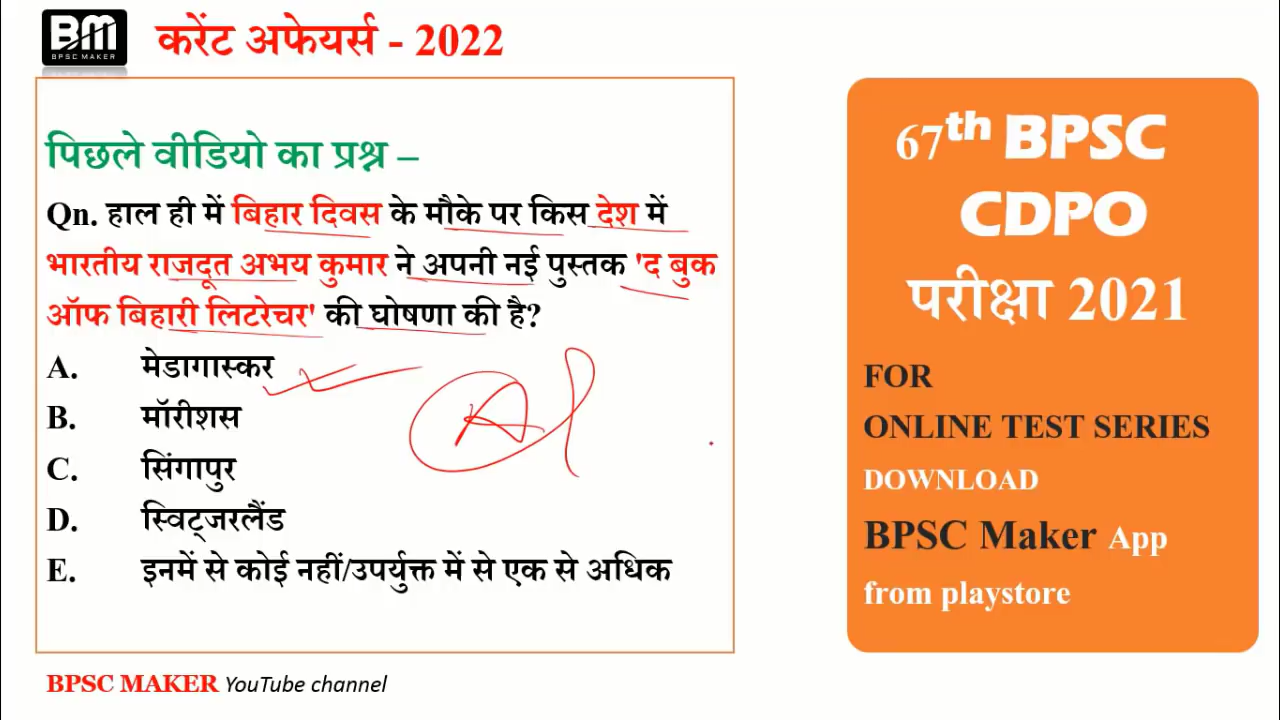 BM
BPSC MAKER
करेंट अफेयर्स - 2022
पिछले वीडियो का प्रश्न –
Qn. हाल ही में बिहार दिवस के मौके पर किस देश में
भारतीय राजदूत अभय कुमार ने अपनी नई पुस्तक 'द बुक
ऑफ बिहारी लिटरेचर' की घोषणा की है?
A. मेडागास्कर
B. मॉरीशस
C. सिंगापुर
D. स्विट्जरलैंड
E. इनमें से कोई नहीं/उपर्युक्त में से एक से अधिक
A
BPSC MAKER YouTube channel
67th BPSC
CDPO
परीक्षा 2021
FOR
ONLINE TEST SERIES
DOWNLOAD
BPSC Maker App
from playstore